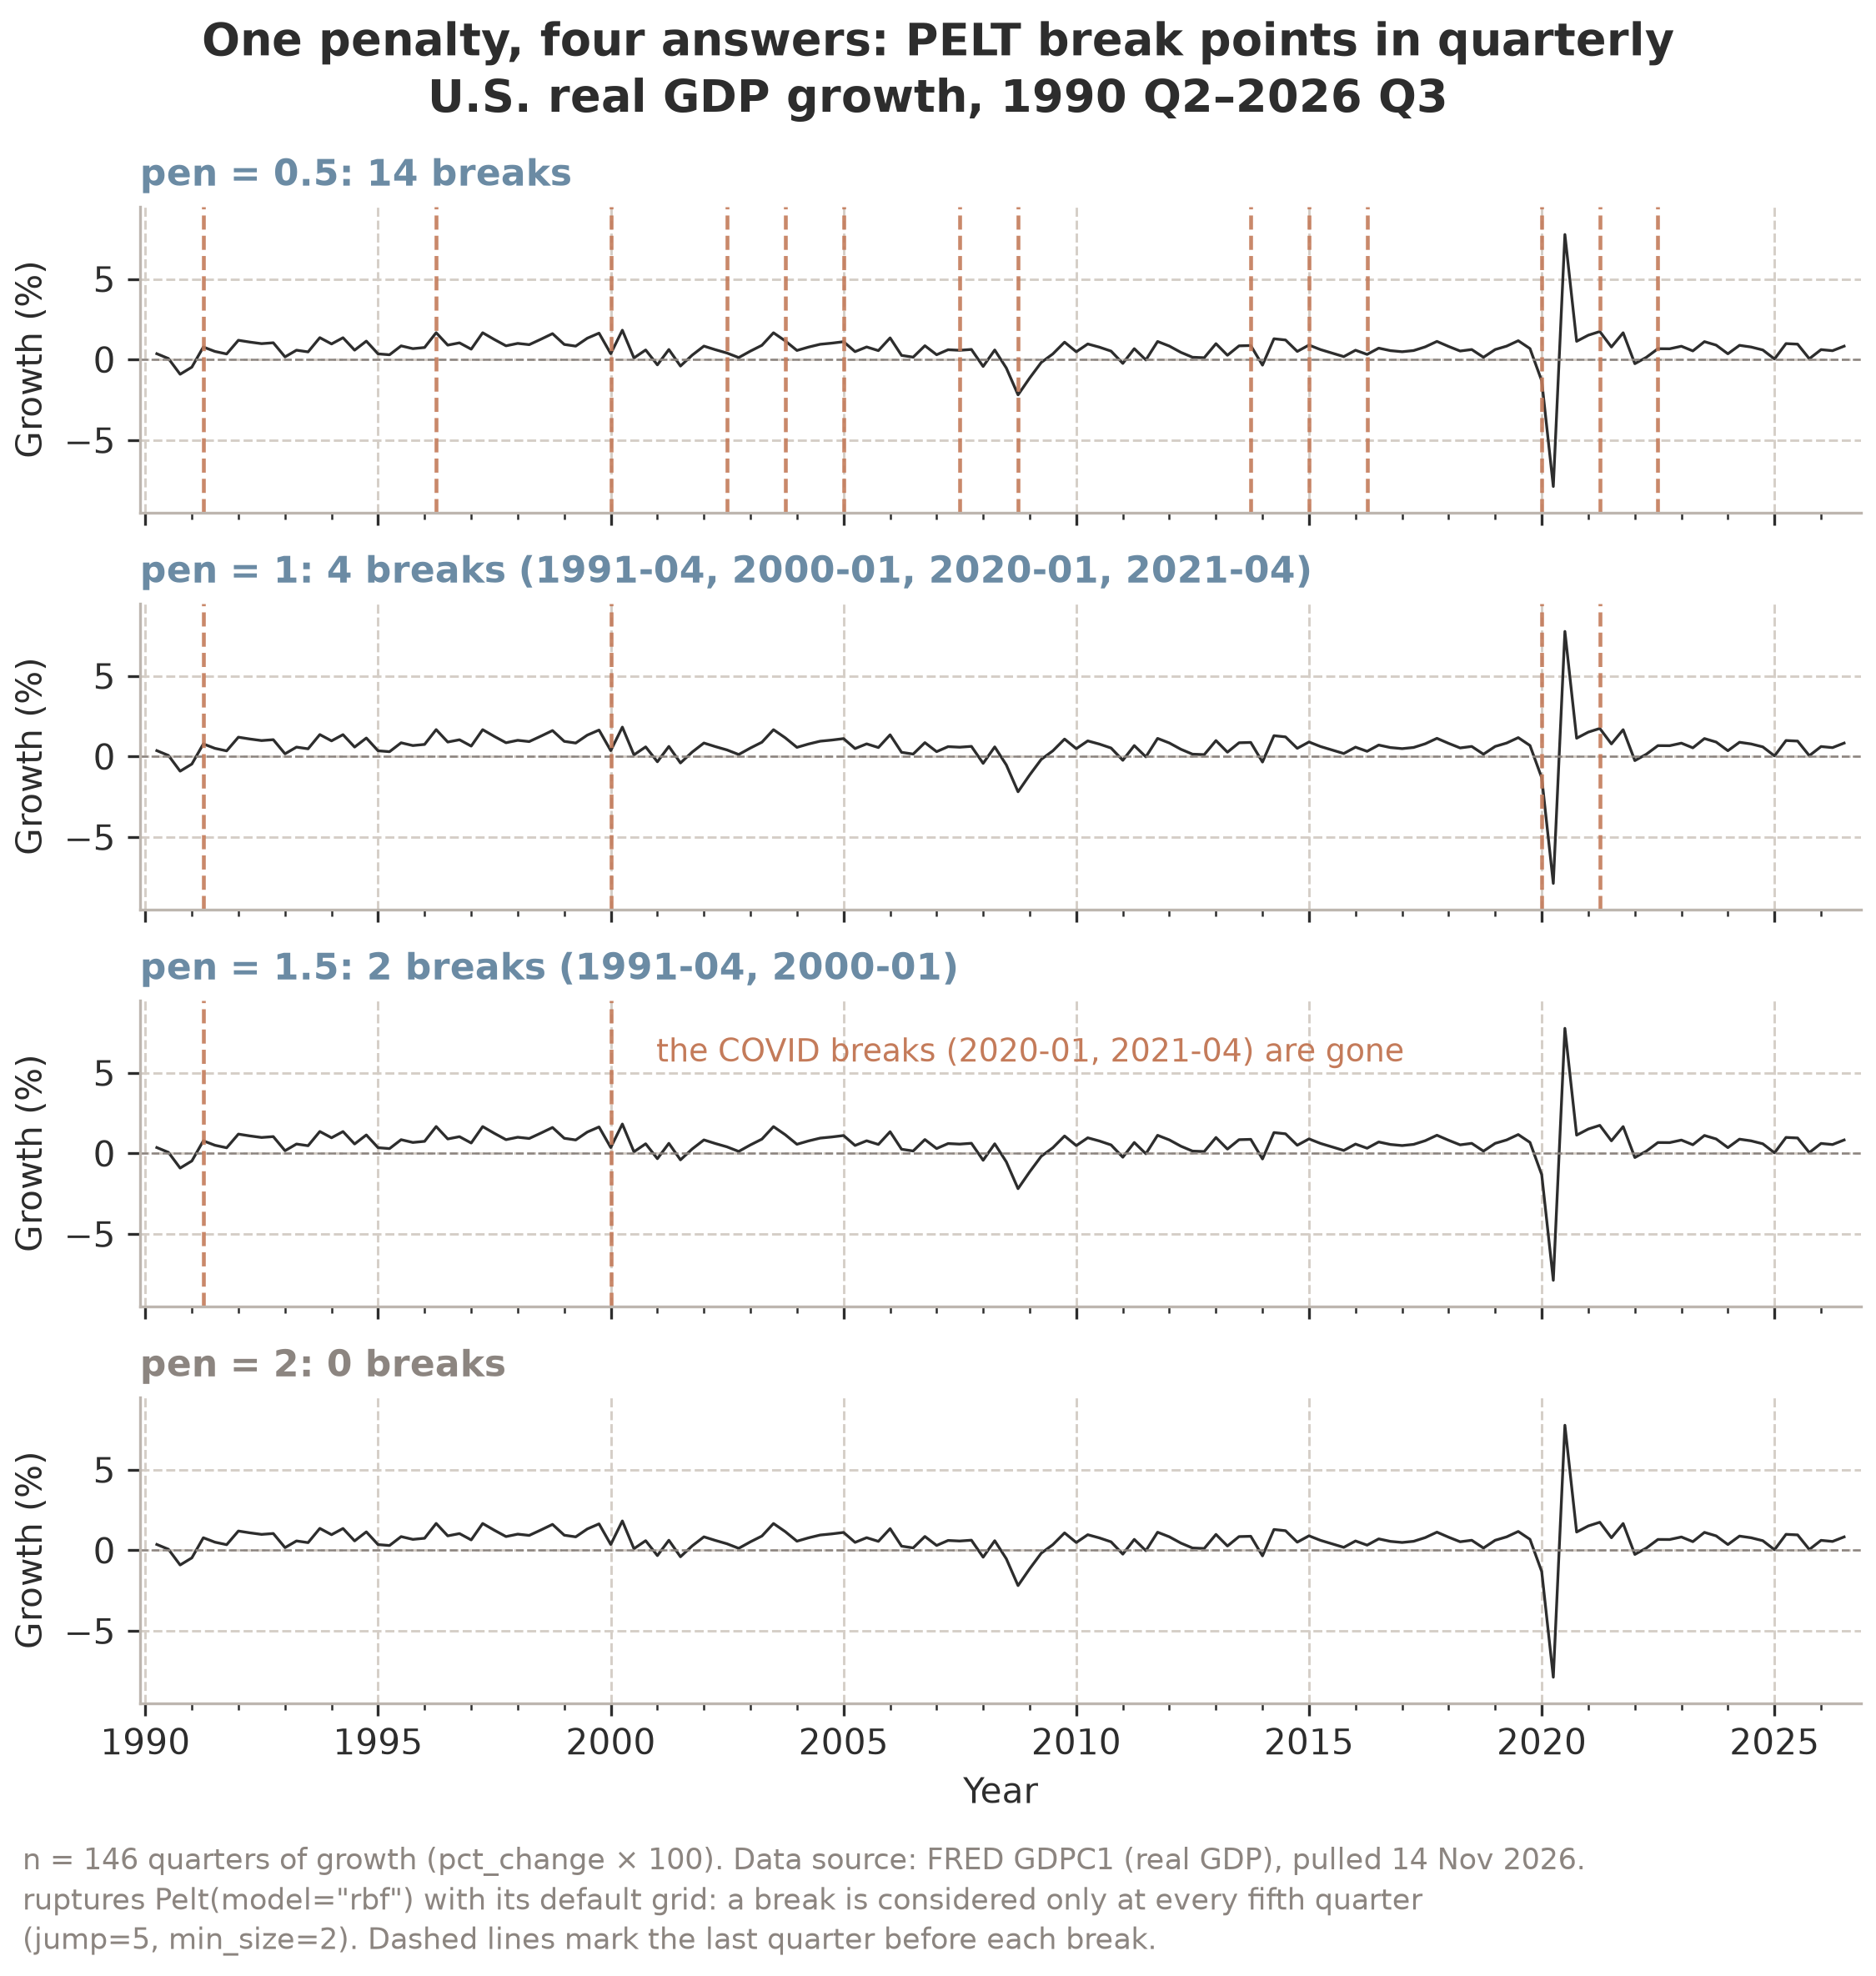 One penalty, four answers: PELT break points in quarterly
U.S. real GDP growth, 1990 Q2–2026 Q3
pen = 0.5: 14 breaks
Growth (%)
5
0
−5
pen = 1: 4 breaks (1991-04, 2000-01, 2020-01, 2021-04)
Growth (%)
5
0
−5
pen = 1.5: 2 breaks (1991-04, 2000-01)
the COVID breaks (2020-01, 2021-04) are gone
Growth (%)
5
0
−5
pen = 2: 0 breaks
Growth (%)
5
0
−5
1990 1995 2000 2005 2010 2015 2020 2025
Year
n = 146 quarters of growth (pct_change × 100). Data source: FRED GDPC1 (real GDP), pulled 14 Nov 2026.
ruptures Pelt(model="rbf") with its default grid: a break is considered only at every fifth quarter
(jump=5, min_size=2). Dashed lines mark the last quarter before each break.